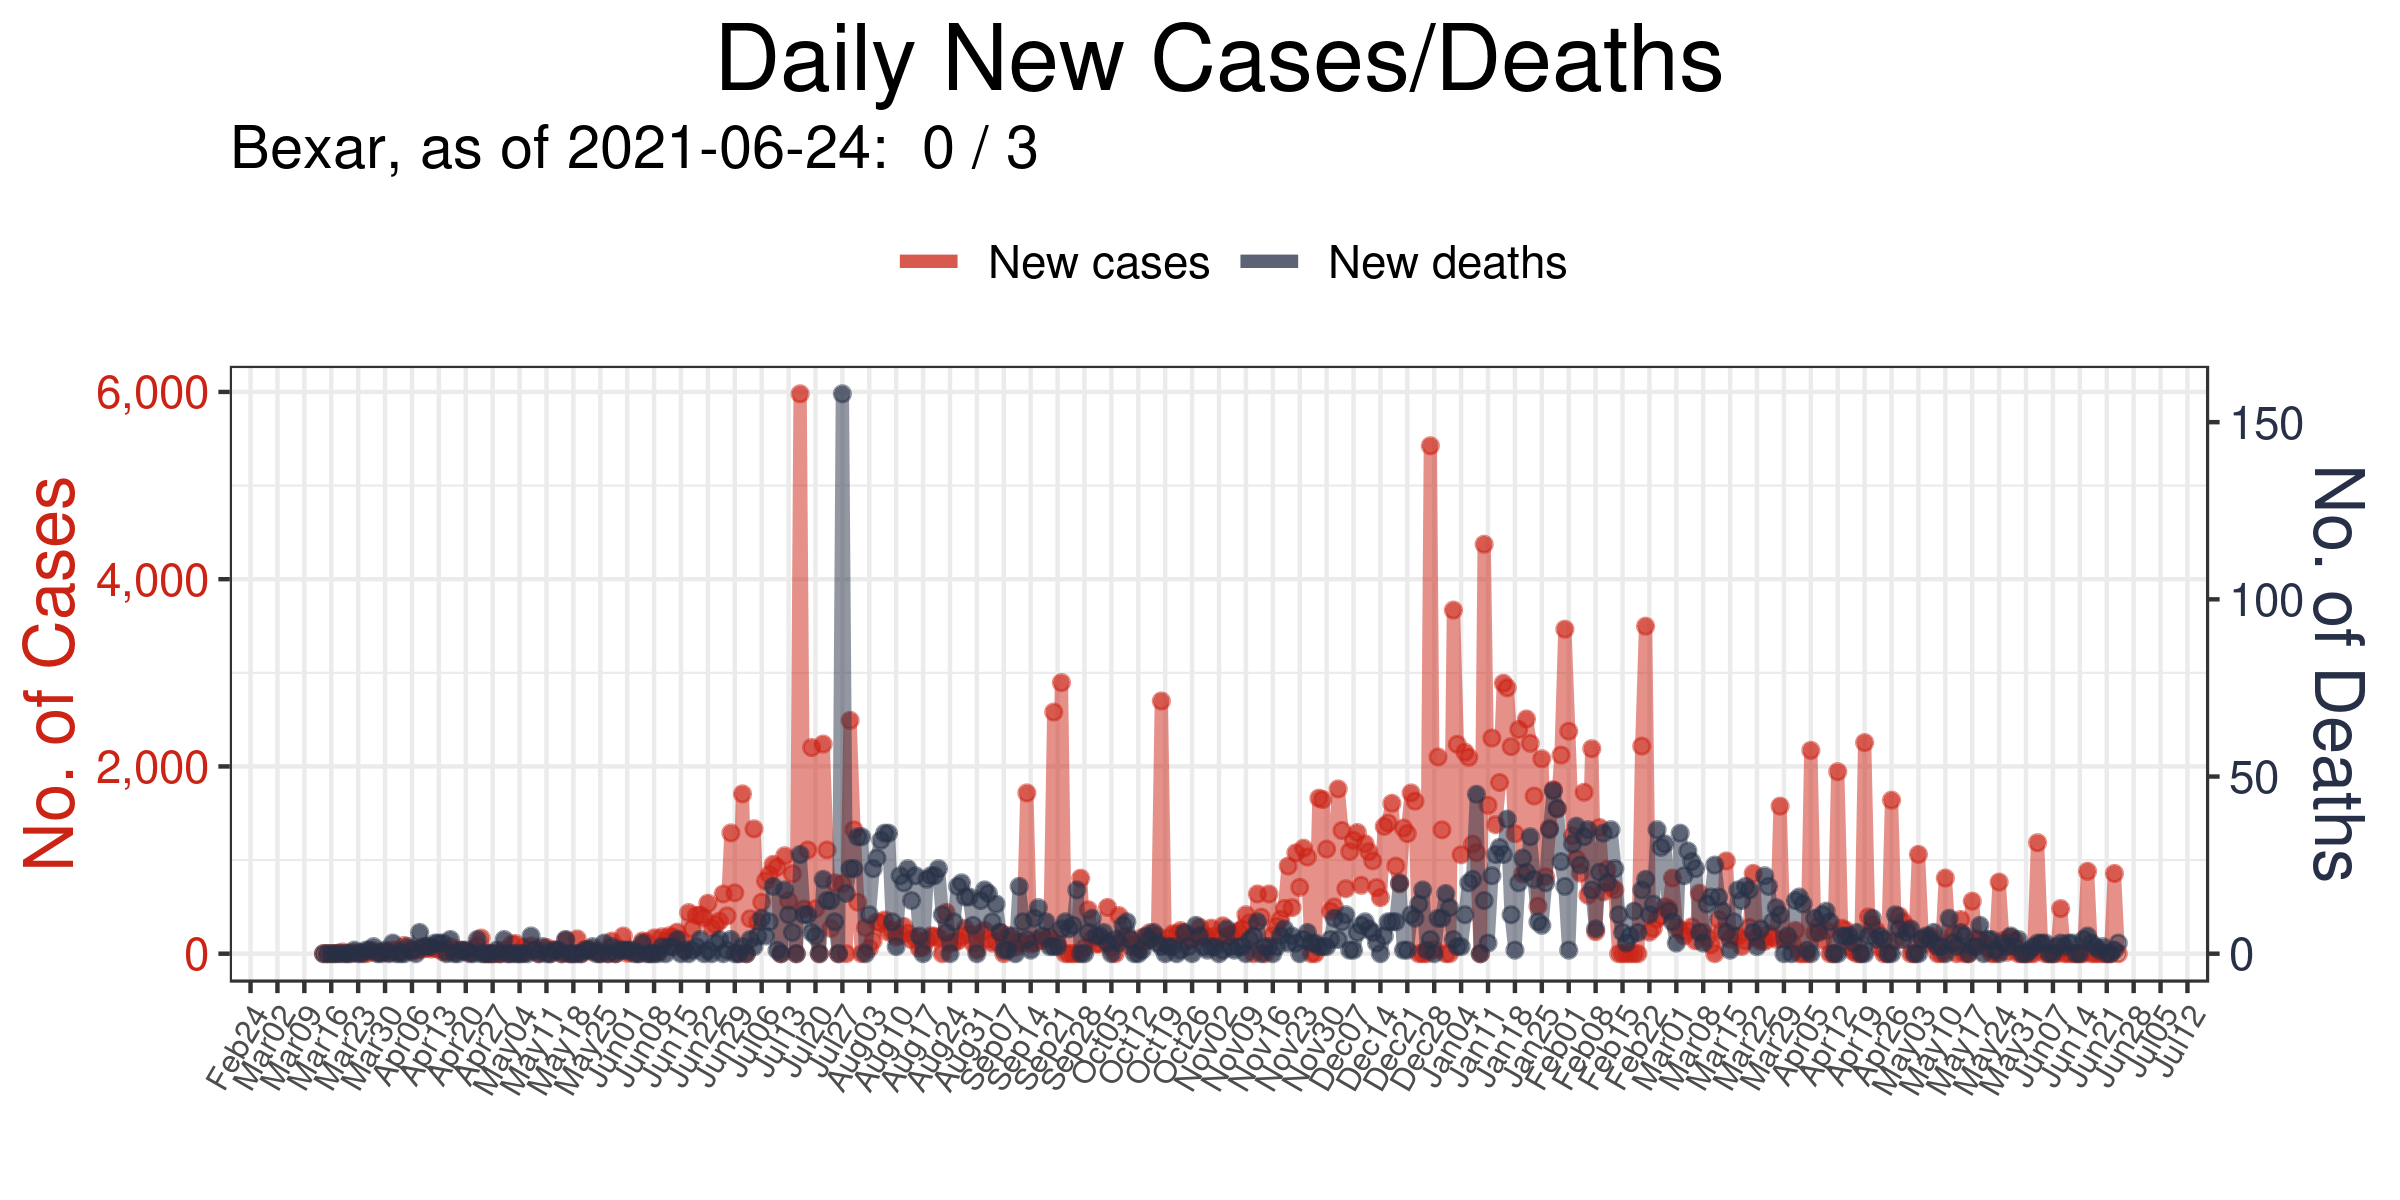 Daily New Cases/Deaths
Bexar, as of 2021-06-24:  0 / 3
New cases
New deaths
No. of Cases
6,000
4,000
2,000
0
150
100
50
0
No. of Deaths
Feb24
Mar02
Mar09
Mar16
Mar23
Mar30
Apr06
Apr13
Apr20
Apr27
May04
May11
May18
May25
Jun01
Jun08
Jun15
Jun22
Jun29
Jul06
Jul13
Jul20
Jul27
Aug03
Aug10
Aug17
Aug24
Aug31
Sep07
Sep14
Sep21
Sep28
Oct05
Oct12
Oct19
Oct26
Nov02
Nov09
Nov16
Nov23
Nov30
Dec07
Dec14
Dec21
Dec28
Jan04
Jan11
Jan18
Jan25
Feb01
Feb08
Feb15
Feb22
Mar01
Mar08
Mar15
Mar22
Mar29
Apr05
Apr12
Apr19
Apr26
May03
May10
May17
May24
May31
Jun07
Jun14
Jun21
Jun28
Jul05
Jul12